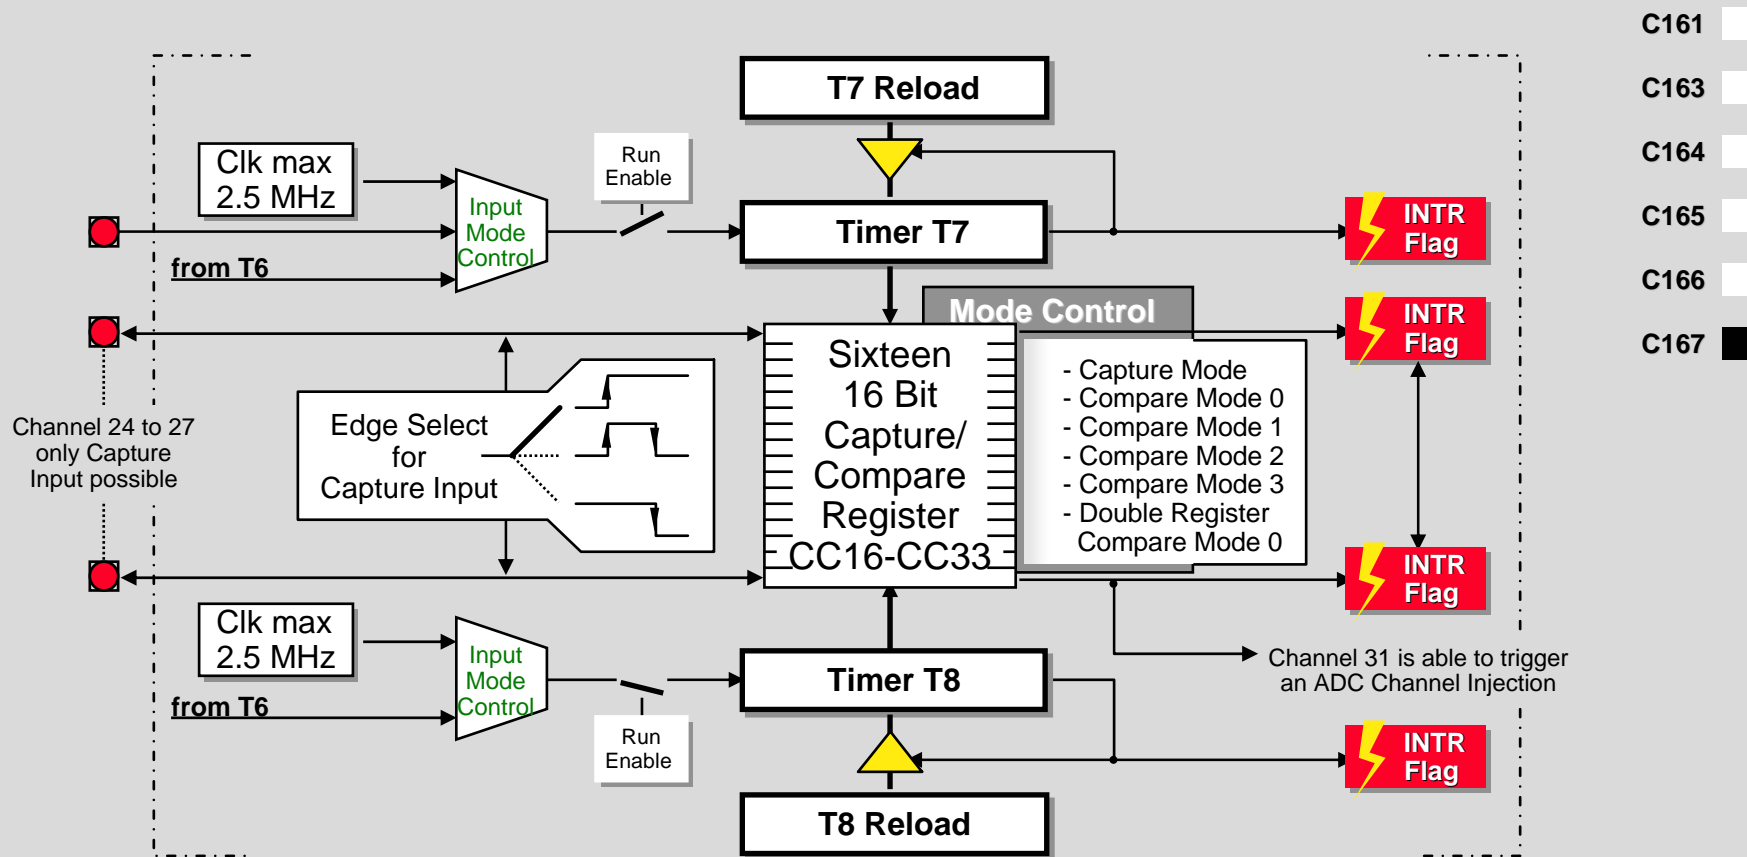 C161
C163
C164
C165
C166
C167
T7 Reload
Clk max
2.5 MHz
Run
Enable
Input
Mode
Control
Timer T7
INTR
Flag
from T6
Mode Control
INTR
Flag
Sixteen
16 Bit
Capture/
Compare
Register
CC16-CC33
- Capture Mode
- Compare Mode 0
- Compare Mode 1
- Compare Mode 2
- Compare Mode 3
- Double Register
Compare Mode 0
Channel 24 to 27
only Capture
Input possible
Edge Select
for
Capture Input
INTR
Flag
Clk max
2.5 MHz
Input
Mode
Control
Timer T8
Channel 31 is able to trigger
an ADC Channel Injection
from T6
Run
Enable
INTR
Flag
T8 Reload